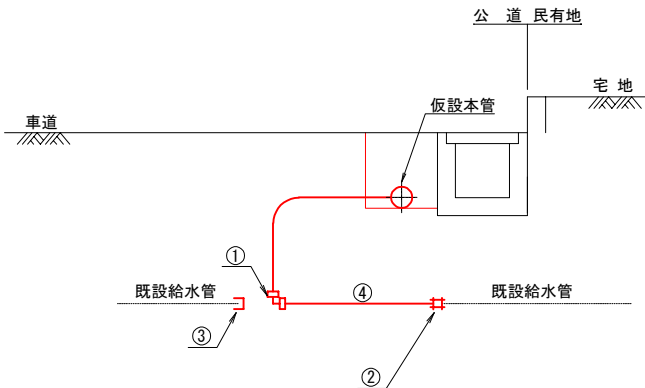 公 道 民有地
宅 地
仮設本管
車道
①
既設給水管
④
既設給水管
③
②